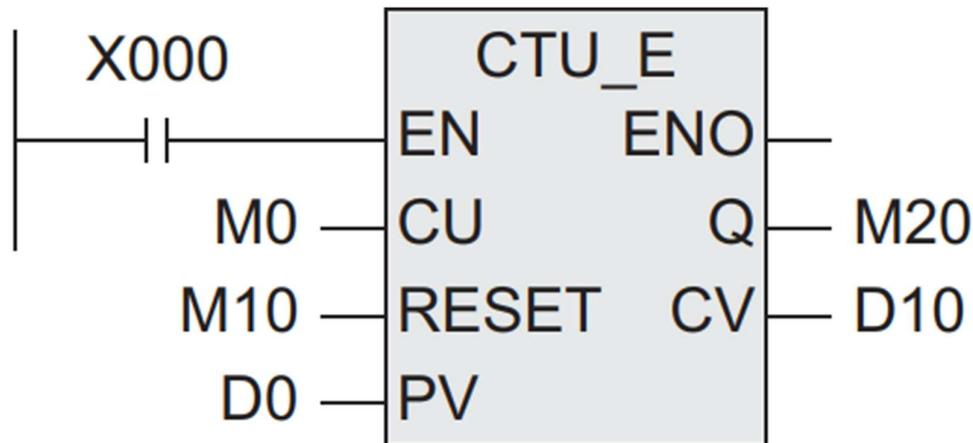 X000
CTU_E
EN ENO
M0 CU Q M20
M10 RESET CV D10
D0 PV